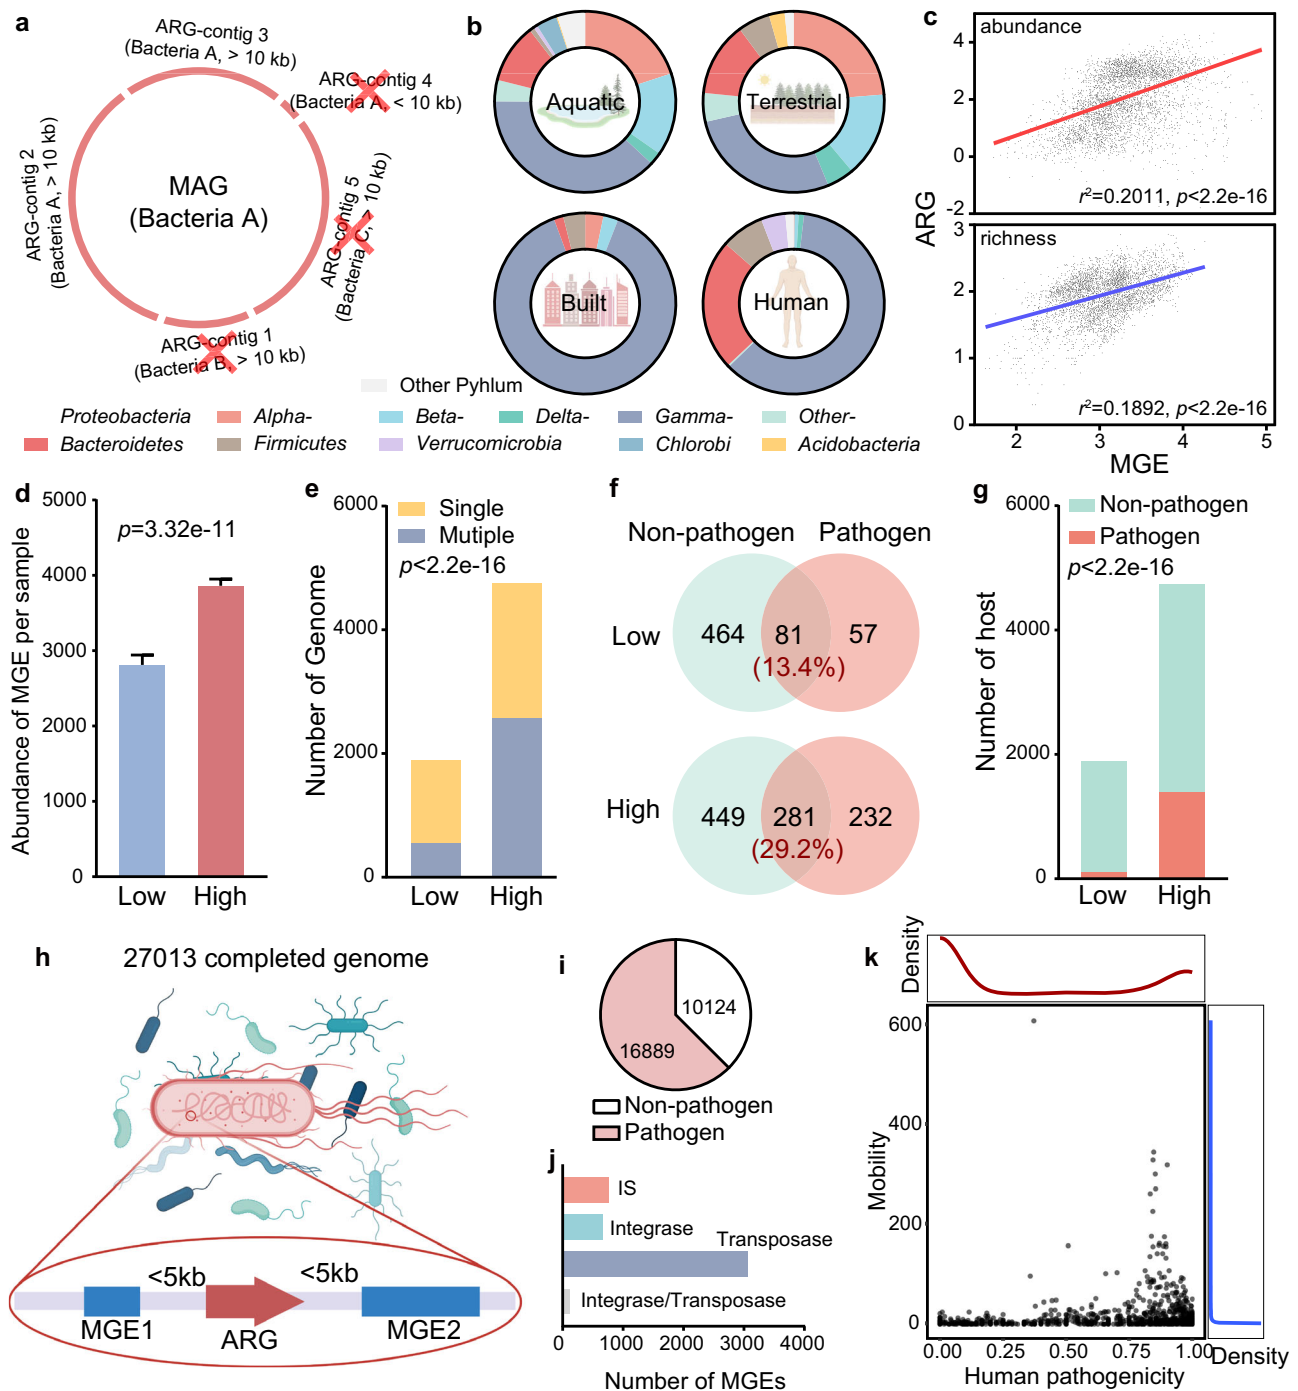 a
ARG-contig 3
(Bacteria A, > 10 kb)
ARG-contig 4
(Bacteria A, < 10 kb)
ARG-contig 2
(Bacteria A, > 10 kb)
MAG
(Bacteria A)
ARG-contig 5
(Bacteria C, > 10 kb)
ARG-contig 1
(Bacteria B, > 10 kb)
b
Aquatic
Terrestrial
Built
Human
Other Pyhlum
Proteobacteria
Alpha-
Beta-
Delta-
Gamma-
Other-
Bacteroidetes
Firmicutes
Verrucomicrobia
Chlorobi
Acidobacteria
c
abundance
4
2
0
-2
r²=0.2011, p<2.2e-16
richness
3
2
1
0
r²=0.1892, p<2.2e-16
2
3
4
5
ARG
MGE
d
5000
4000
3000
2000
1000
0
p=3.32e-11
Abundance of MGE per sample
Low
High
e
6000
4000
2000
0
Single
Mutiple
p<2.2e-16
Number of Genome
Low
High
f
Non-pathogen
Pathogen
Low
464
81
57
(13.4%)
High
449
281
232
(29.2%)
g
6000
4000
2000
0
Non-pathogen
Pathogen
p<2.2e-16
Number of host
Low
High
h
27013 completed genome
<5kb
<5kb
MGE1
ARG
MGE2
i
10124
16889
Non-pathogen
Pathogen
j
IS
Integrase
Transposase
Integrase/Transposase
0
1000
2000
3000
4000
Number of MGEs
k
Density
600
400
200
0
Mobility
0.00
0.25
0.50
0.75
1.00
Human pathogenicity
Density